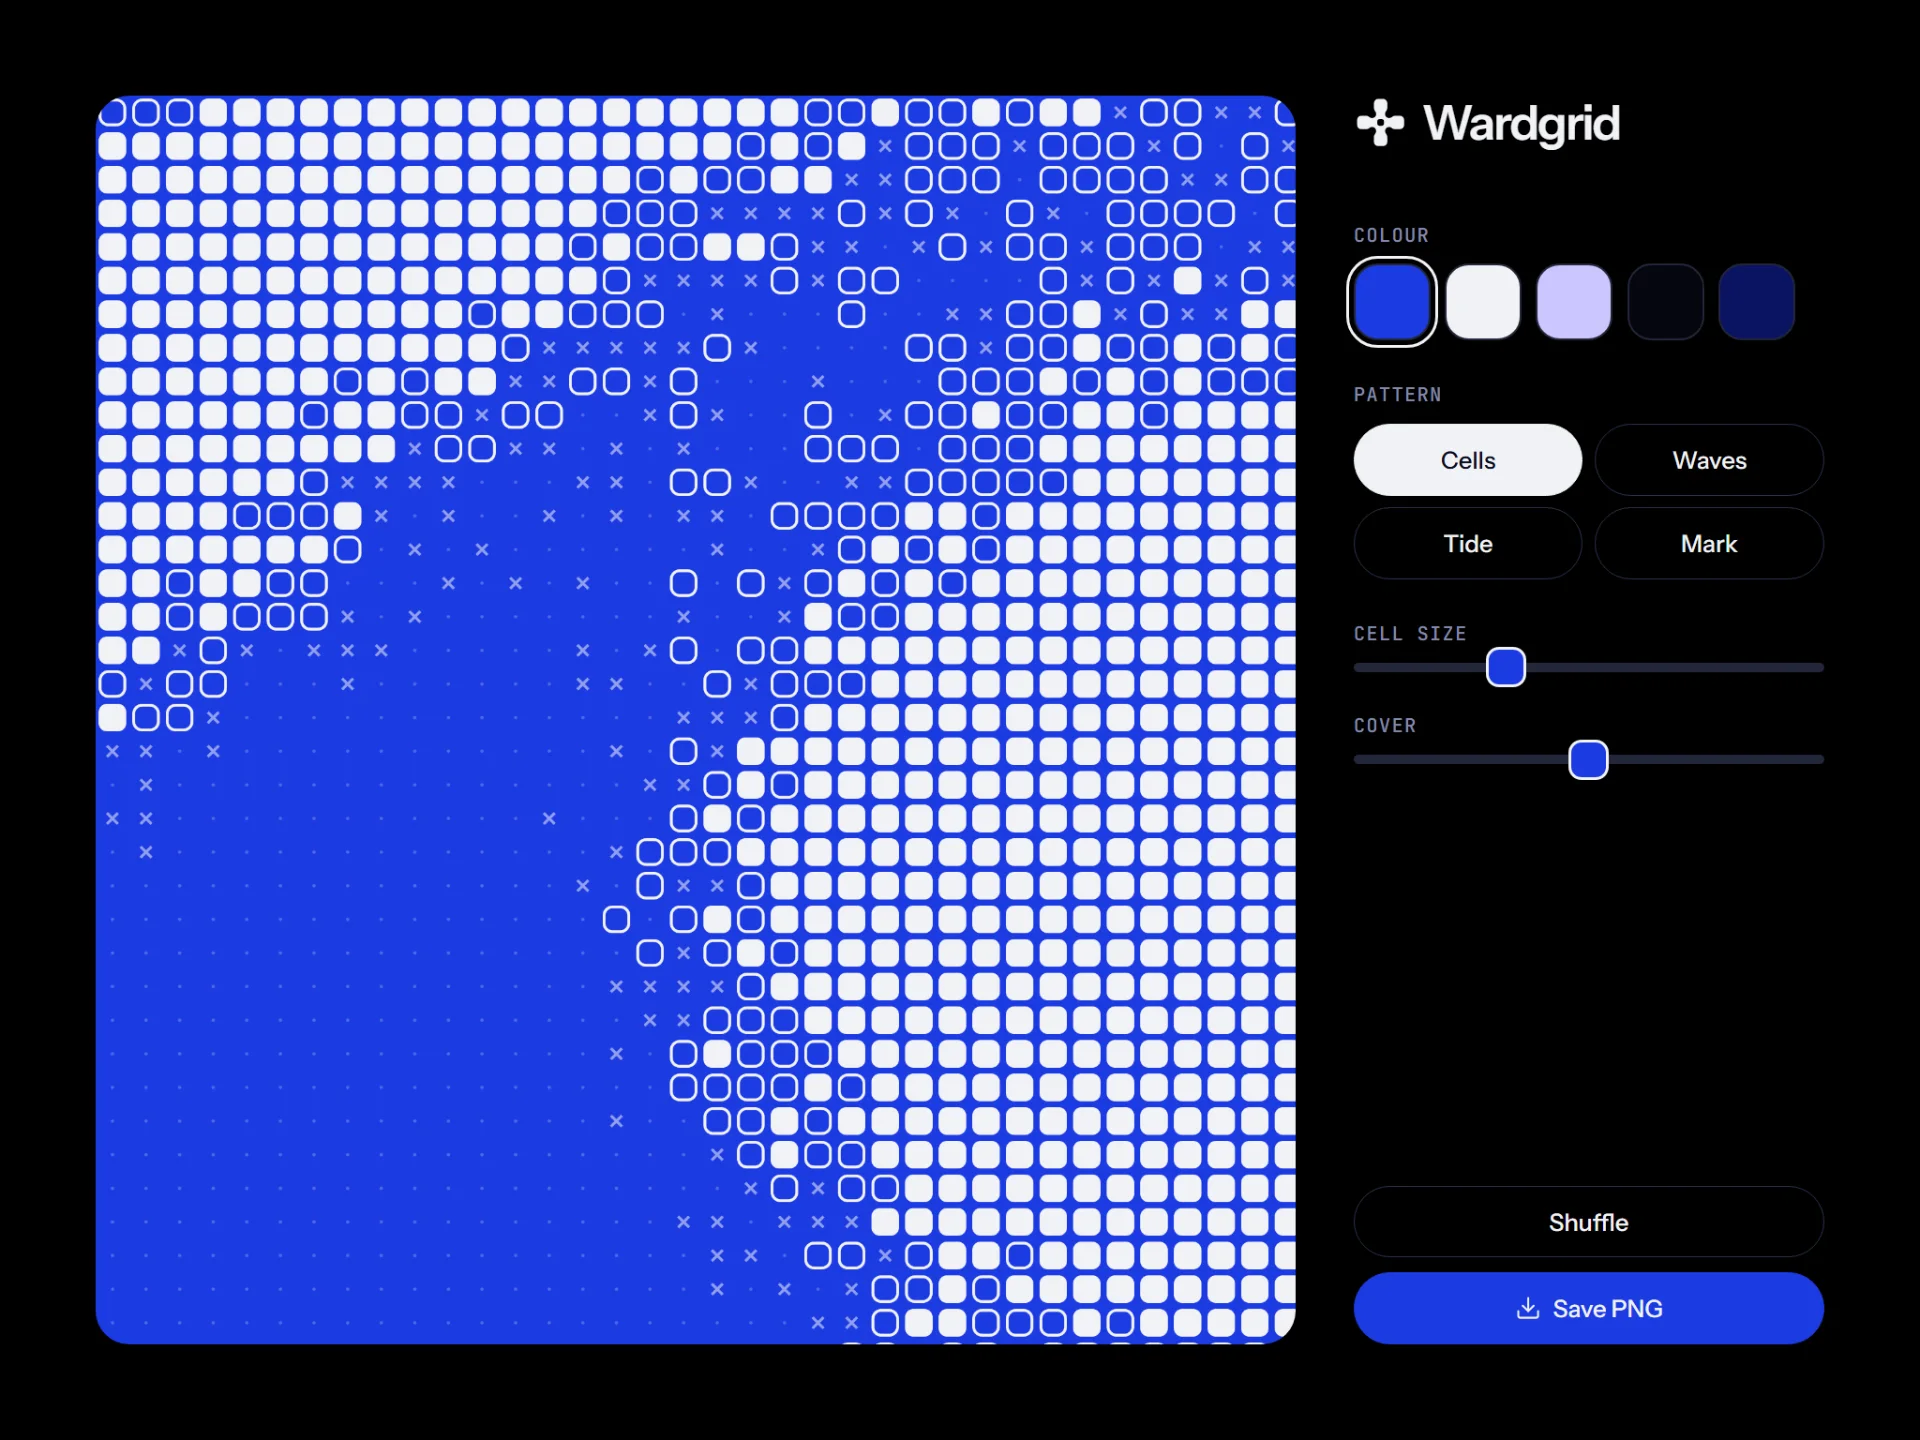 Wardgrid
COLOUR
PATTERN
Cells
Waves
Tide
Mark
CELL SIZE
COVER
Shuffle
Save PNG